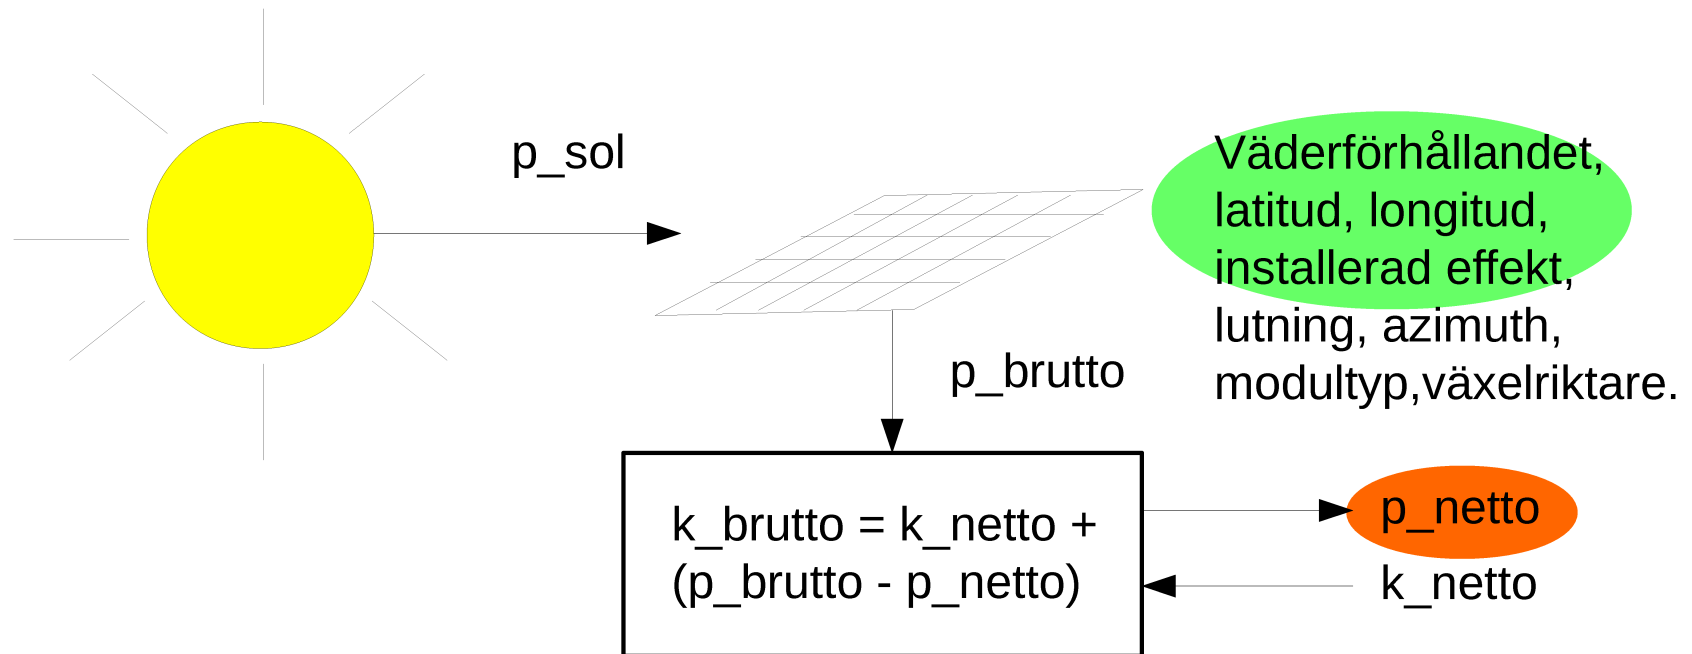 p_sol
Väderförhållandet,
latitud, longitud,
installerad effekt,
lutning, azimuth,
modultyp,växelriktare.
p_brutto
k_brutto = k_netto +
(p_brutto - p_netto)
p_netto
k_netto